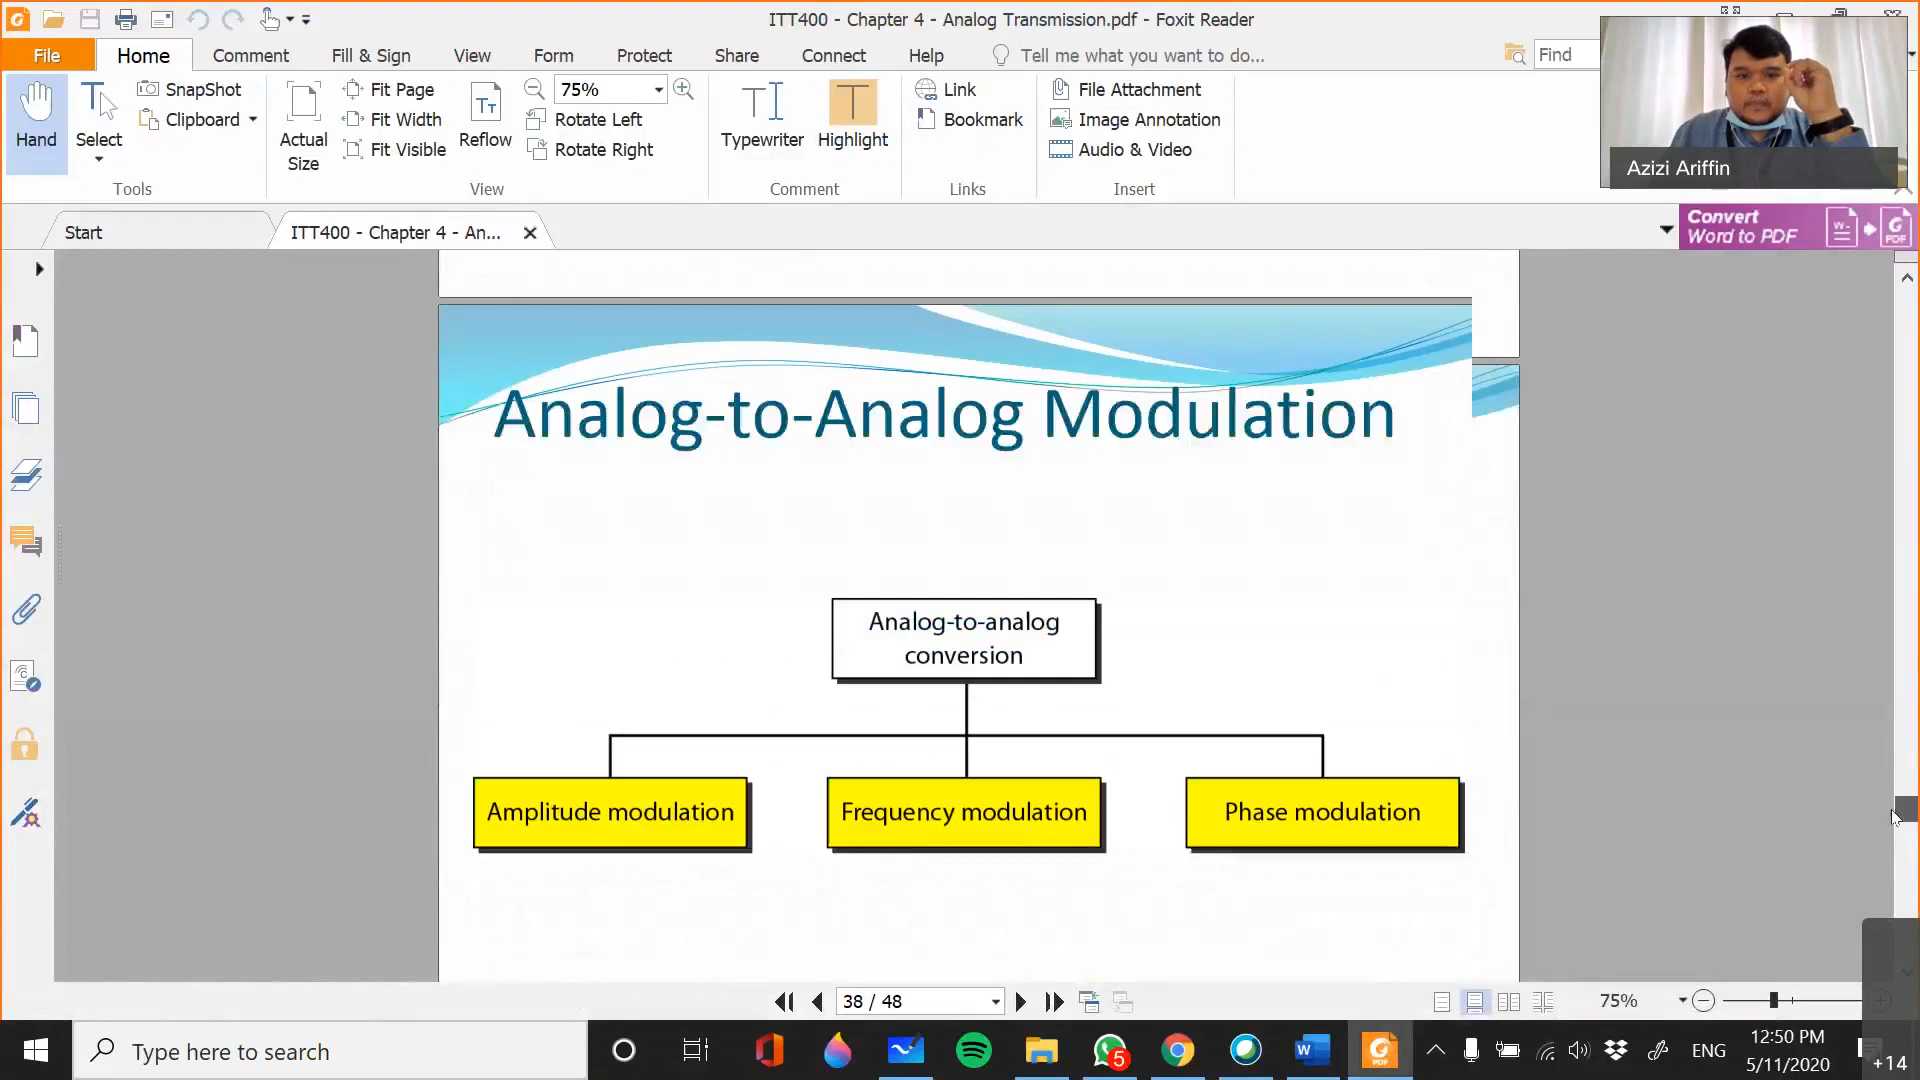 ITT400 - Chapter 4 - Analog Transmission.pdf - Foxit Reader
File Home Comment Fill & Sign View Form Protect Share Connect Help Tell me what you want to do... Find
Hand
Select
SnapShot
Clipboard
Tools
Actual Size
Fit Page
Fit Width
Fit Visible
Reflow
75%
Rotate Left
Rotate Right
View
Typewriter
Highlight
Comment
Link
Bookmark
Links
File Attachment
Image Annotation
Audio & Video
Insert
Azizi Ariffin
Start
ITT400 - Chapter 4 - An...
Convert
Word to PDF
Analog-to-Analog Modulation
Analog-to-analog
conversion
Amplitude modulation
Frequency modulation
Phase modulation
38 / 48
75%
Type here to search
5
ENG
12:50 PM
5/11/2020
+14